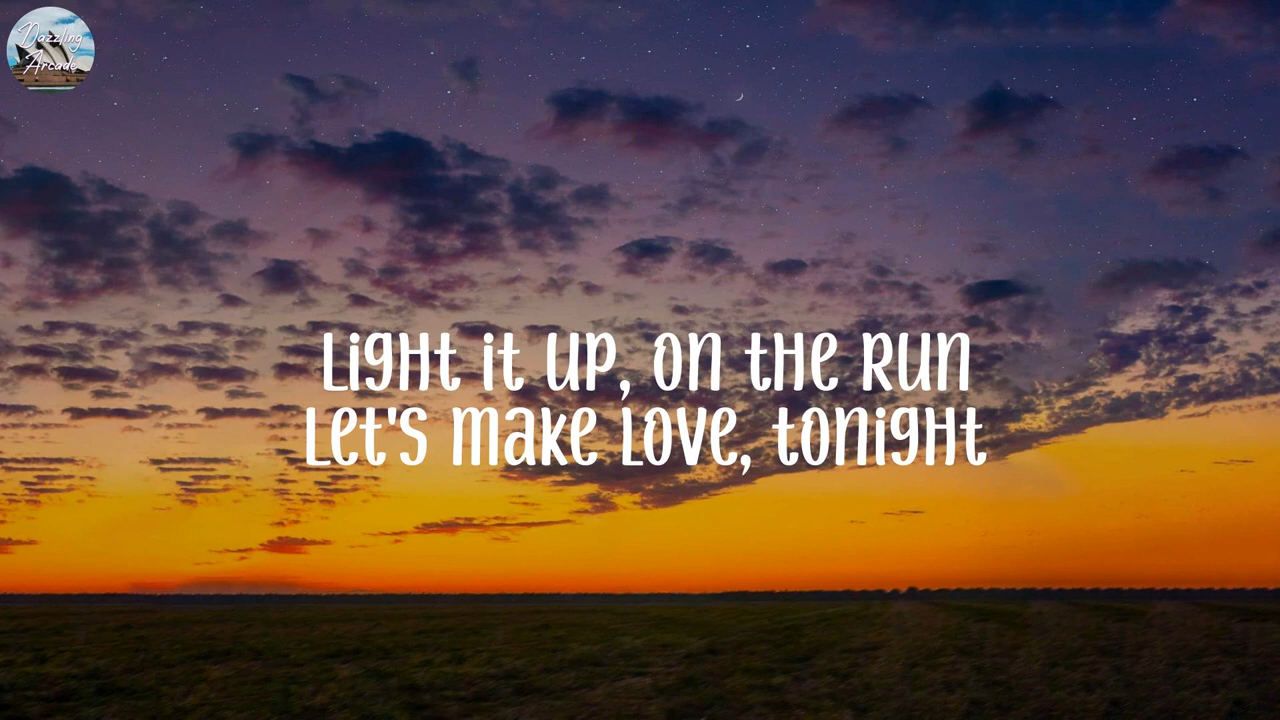 Dazzling
Arcade
Light it up, on the run
Let's make love, tonight